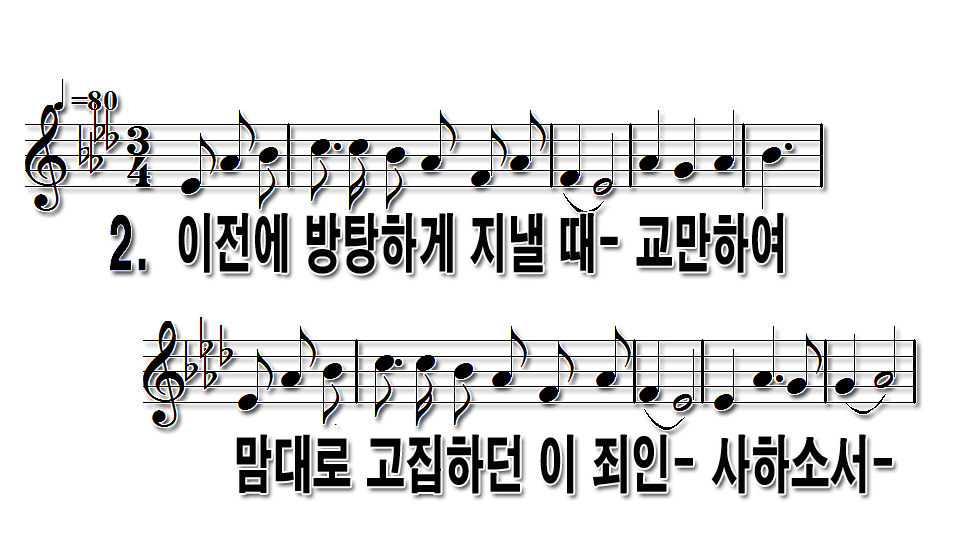 ♩=80
3/4
2. 이전에 방탕하게 지낼 때- 교만하여
맘대로 고집하던 이 죄인- 사하소서-